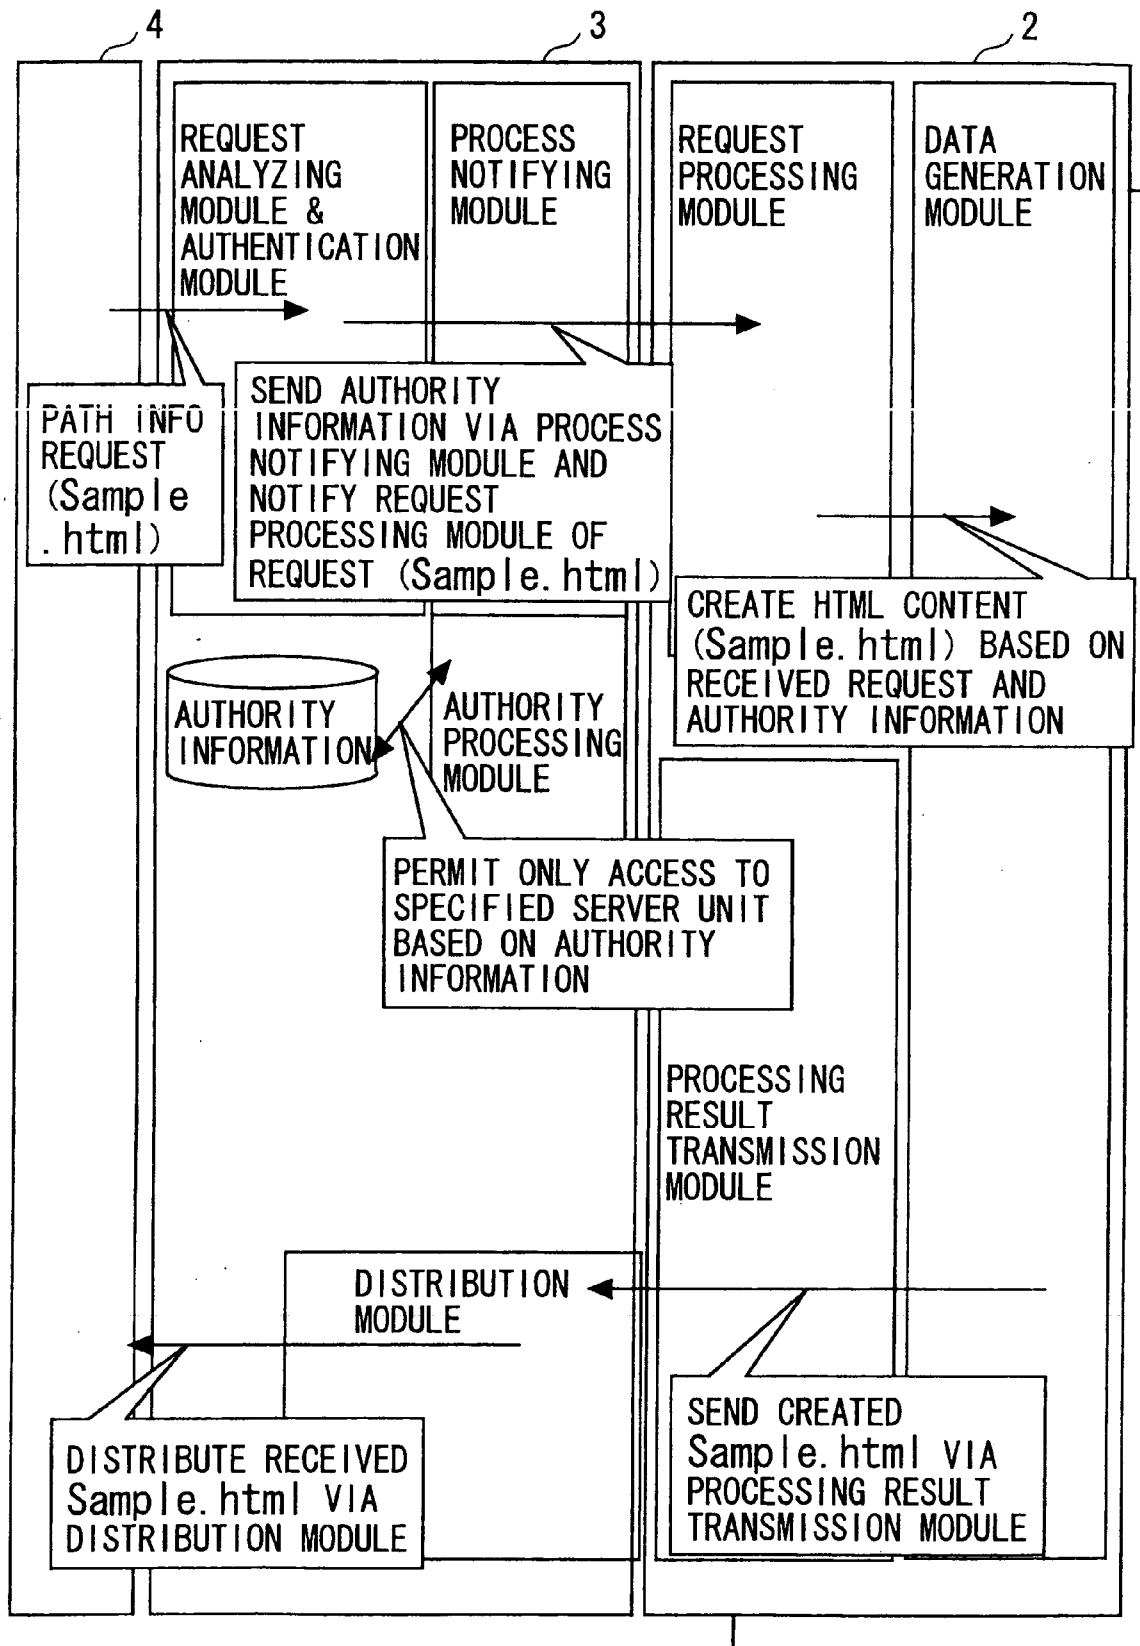 4
3
2
REQUEST
ANALYZING
MODULE &
AUTHENTICATION
MODULE
PROCESS
NOTIFYING
MODULE
REQUEST
PROCESSING
MODULE
DATA
GENERATION
MODULE
PATH INFO
REQUEST
(Sample
.html)
SEND AUTHORITY
INFORMATION VIA PROCESS
NOTIFYING MODULE AND
NOTIFY REQUEST
PROCESSING MODULE OF
REQUEST (Sample.html)
CREATE HTML CONTENT
(Sample.html) BASED ON
RECEIVED REQUEST AND
AUTHORITY INFORMATION
AUTHORITY
INFORMATION
AUTHORITY
PROCESSING
MODULE
PERMIT ONLY ACCESS TO
SPECIFIED SERVER UNIT
BASED ON AUTHORITY
INFORMATION
PROCESSING
RESULT
TRANSMISSION
MODULE
DISTRIBUTION
MODULE
SEND CREATED
Sample.html VIA
PROCESSING RESULT
TRANSMISSION MODULE
DISTRIBUTE RECEIVED
Sample.html VIA
DISTRIBUTION MODULE